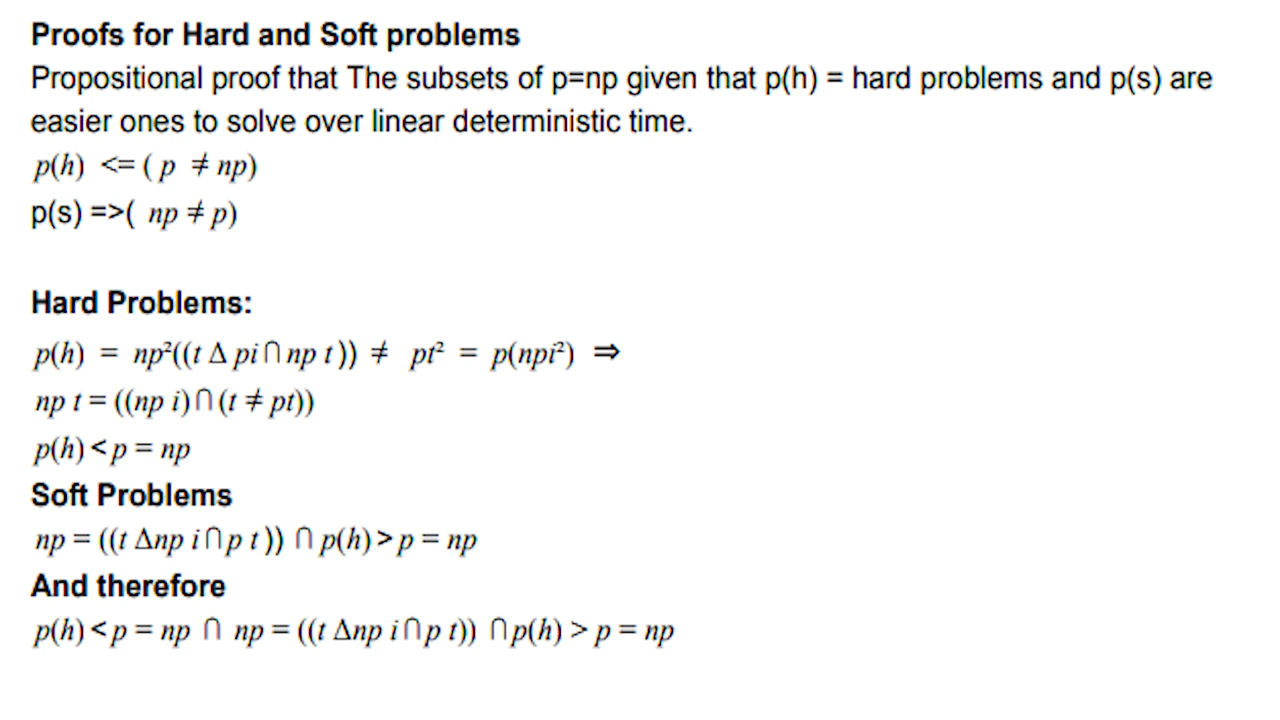 Proofs for Hard and Soft problems
Propositional proof that The subsets of p=np given that p(h) = hard problems and p(s) are
easier ones to solve over linear deterministic time.
p(h) <= ( p ≠ np)
p(s) =>( np ≠ p)
Hard Problems:
p(h) = np²((t Δ pi ∩ np t )) ≠ pt² = p(npi²) ⇒
np t = ((np i) ∩ (t ≠ pt))
p(h) < p = np
Soft Problems
np = ((t Δnp i ∩ p t )) ∩ p(h) > p = np
And therefore
p(h) < p = np ∩ np = ((t Δnp i ∩ p t)) ∩ p(h) > p = np